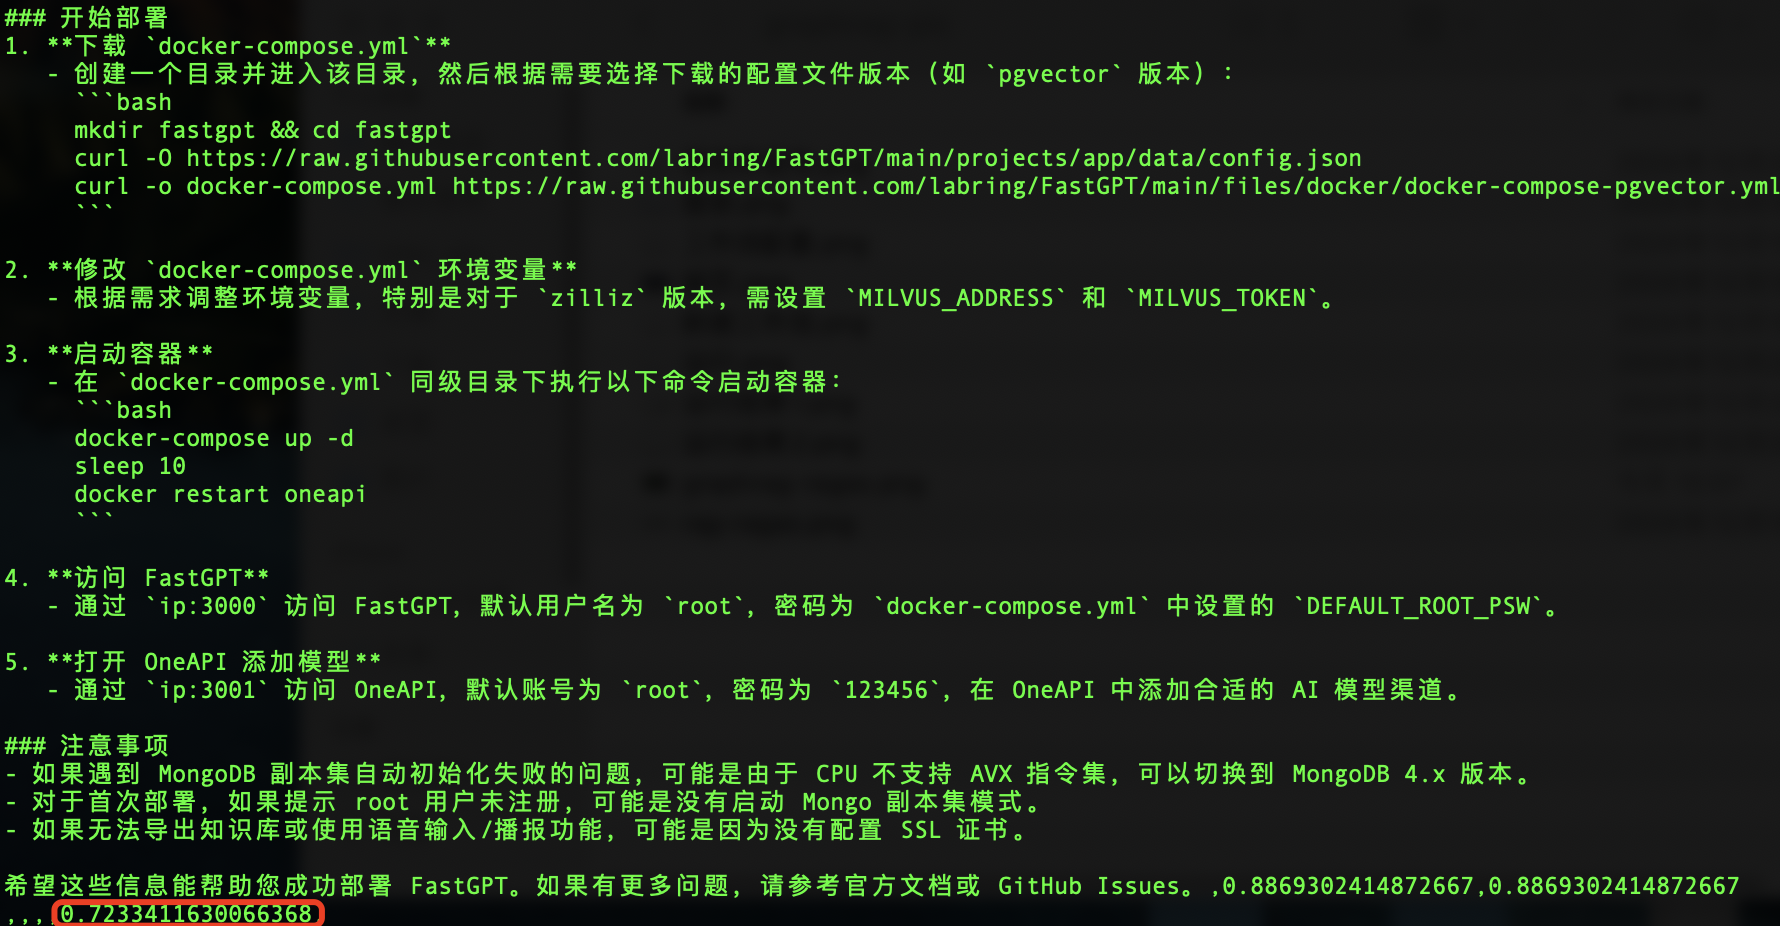 ### 开始部署
1. **下载 `docker-compose.yml`**
- 创建一个目录并进入该目录，然后根据需要选择下载的配置文件版本（如 `pgvector` 版本）：
```bash
mkdir fastgpt && cd fastgpt
curl -O https://raw.githubusercontent.com/labring/FastGPT/main/projects/app/data/config.json
curl -o docker-compose.yml https://raw.githubusercontent.com/labring/FastGPT/main/files/docker/docker-compose-pgvector.yml
```
2. **修改 `docker-compose.yml` 环境变量**
- 根据需求调整环境变量，特别是对于 `zilliz` 版本，需设置 `MILVUS_ADDRESS` 和 `MILVUS_TOKEN`。
3. **启动容器**
- 在 `docker-compose.yml` 同级目录下执行以下命令启动容器：
```bash
docker-compose up -d
sleep 10
docker restart oneapi
```
4. **访问 FastGPT**
- 通过 `ip:3000` 访问 FastGPT，默认用户名为 `root`，密码为 `docker-compose.yml` 中设置的 `DEFAULT_ROOT_PSW`。
5. **打开 OneAPI 添加模型**
- 通过 `ip:3001` 访问 OneAPI，默认账号为 `root`，密码为 `123456`，在 OneAPI 中添加合适的 AI 模型渠道。
### 注意事项
- 如果遇到 MongoDB 副本集自动初始化失败的问题，可能是由于 CPU 不支持 AVX 指令集，可以切换到 MongoDB 4.x 版本。
- 对于首次部署，如果提示 root 用户未注册，可能是没有启动 Mongo 副本集模式。
- 如果无法导出知识库或使用语音输入/播报功能，可能是因为没有配置 SSL 证书。
希望这些信息能帮助您成功部署 FastGPT。如果有更多问题，请参考官方文档或 GitHub Issues。,0.8869302414872667,0.8869302414872667
,,,,0.7233411630066368